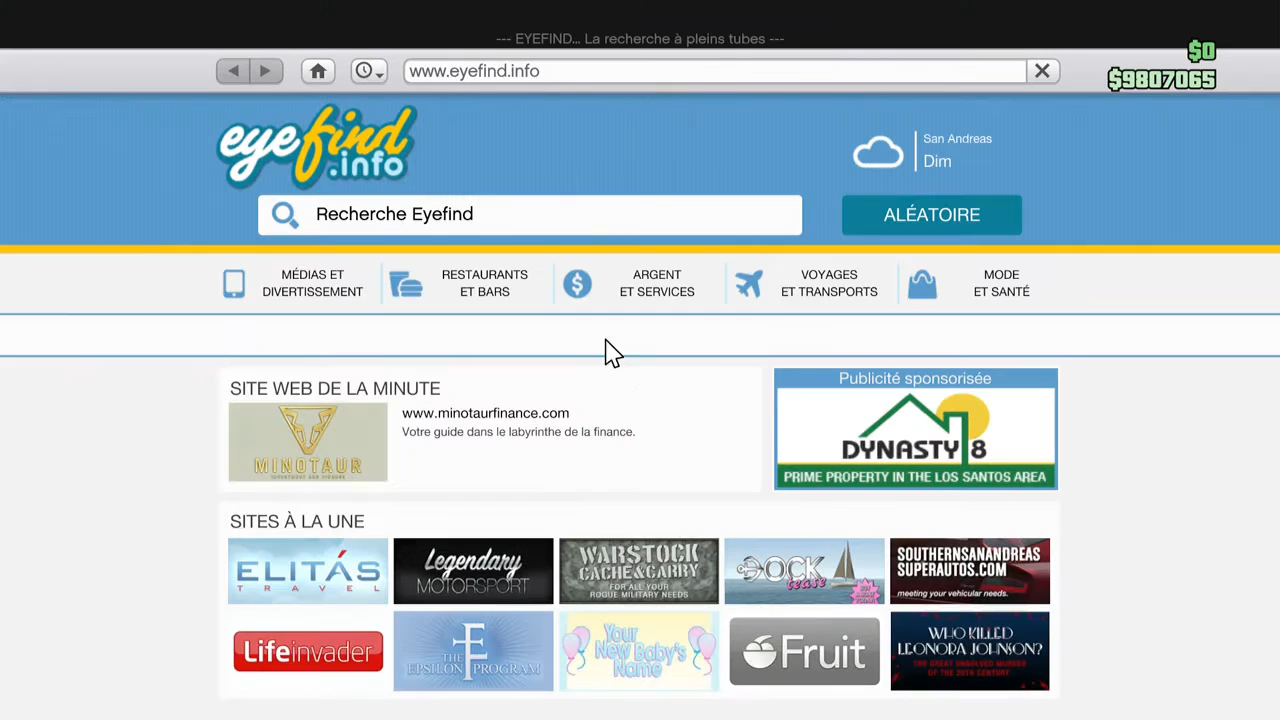 --- EYEFIND... La recherche à pleins tubes ---
www.eyefind.info
$0
$9807065
eyefind
.info
San Andreas
Dim
Recherche Eyefind
ALÉATOIRE
MÉDIAS ET
DIVERTISSEMENT
RESTAURANTS
ET BARS
ARGENT
ET SERVICES
VOYAGES
ET TRANSPORTS
MODE
ET SANTÉ
SITE WEB DE LA MINUTE
MINOTAUR
www.minotaurfinance.com
Votre guide dans le labyrinthe de la finance.
Publicité sponsorisée
DYNASTY 8
PRIME PROPERTY IN THE LOS SANTOS AREA
SITES À LA UNE
ELITÁS
TRAVEL
Legendary
MOTORSPORT
WARSTOCK
CACHE & CARRY
FOR ALL YOUR
ROGUE MILITARY NEEDS
DOCK
tease
SOUTHERNSANANDREAS
SUPERAUTOS.COM
meeting your vehicular needs.
Lifeinvader
THE
EPSILON PROGRAM
Your
New Baby's
Name
Fruit
WHO KILLED
LEONORA JOHNSON?
THE GREAT UNSOLVED MURDER
OF THE 20TH CENTURY